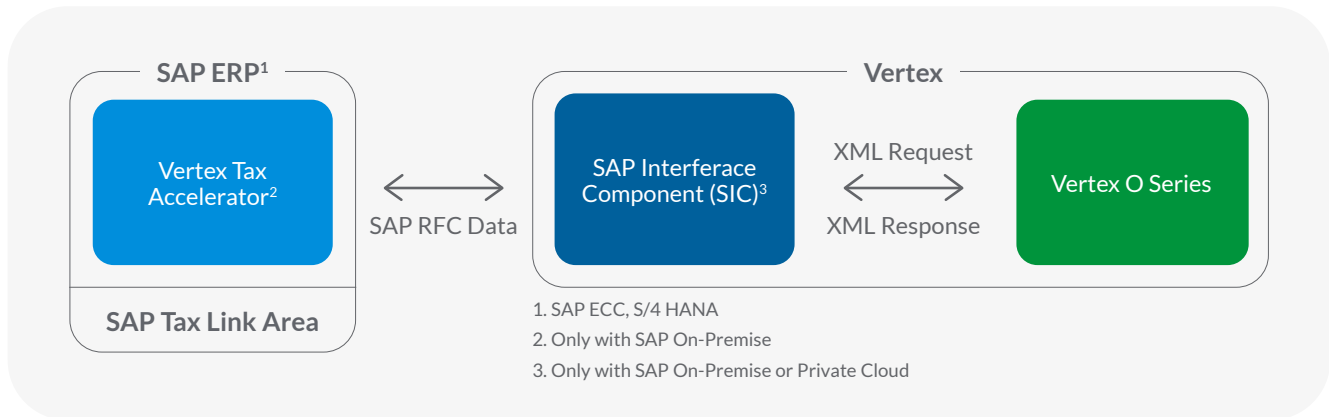 SAP ERP¹
Vertex Tax
Accelerator²
SAP Tax Link Area
SAP RFC Data
Vertex
SAP Interferace
Component (SIC)³
XML Request
XML Response
Vertex O Series
1. SAP ECC, S/4 HANA
2. Only with SAP On-Premise
3. Only with SAP On-Premise or Private Cloud